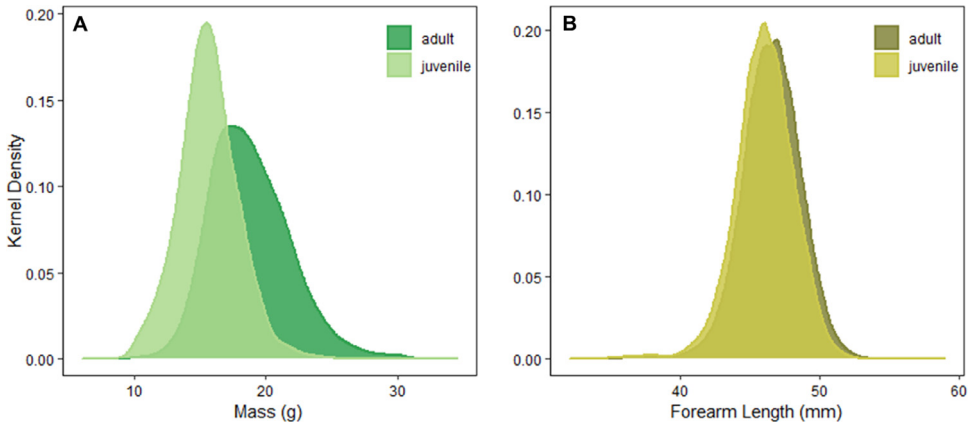 A
adult
juvenile
Kernel Density
0.20
0.15
0.10
0.05
0.00
10 20 30
Mass (g)
B
adult
juvenile
0.20
0.15
0.10
0.05
0.00
40 50 60
Forearm Length (mm)